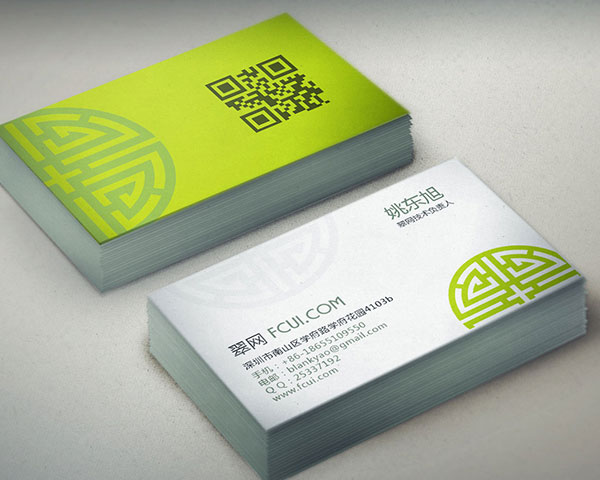 姚东旭
翠网技术负责人
翠网 FCUI.COM
深圳市南山区学府路学府花园4103b
手机：+86-18655109550
电邮：blankyao@gmail.com
Q Q：25337192
www.fcui.com